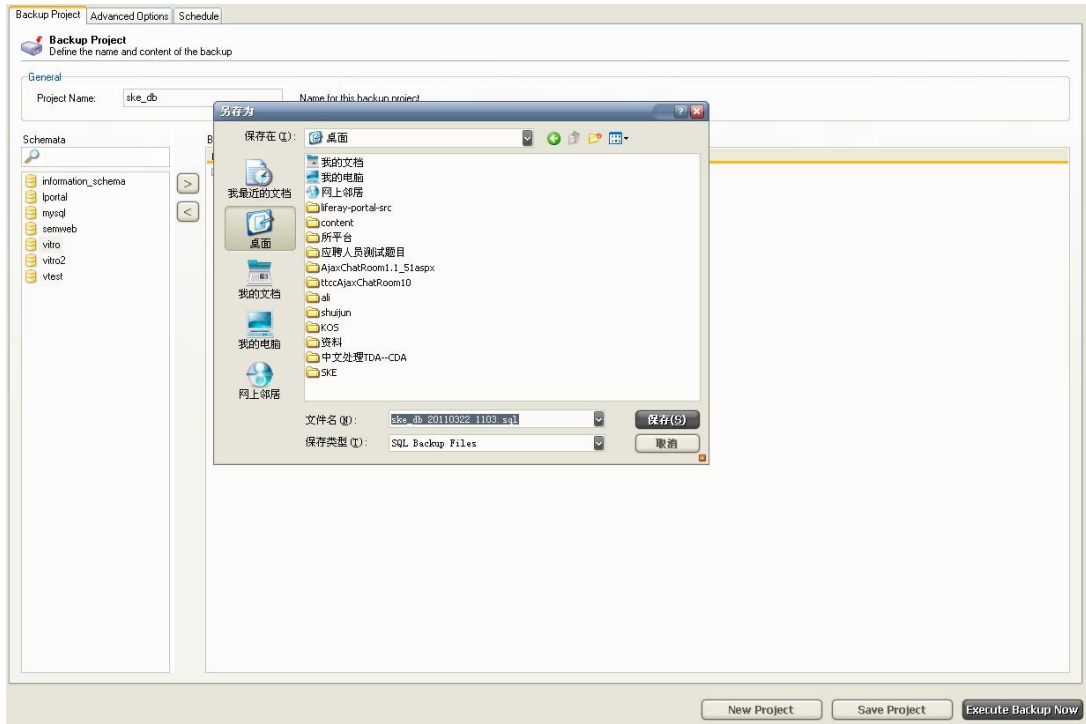 Backup Project Advanced Options Schedule
Backup Project
Define the name and content of the backup
General
Project Name: ske_db Name for this backup project
Schemata
information_schema
lportal
mysql
semweb
vitro
vitro2
vtest
>
<
另存为
保存在(I): 桌面
我最近的文档
桌面
我的文档
我的电脑
网上邻居
我的文档
我的电脑
网上邻居
liferay-portal-src
content
所平台
应聘人员测试题目
AjaxChatRoom1.1_51aspx
ttccAjaxChatRoom10
ali
shuijun
KOS
资料
中文处理TDA--CDA
SKE
文件名(N): ske_db 20110322 1103.sql 保存(S)
保存类型(T): SQL Backup Files 取消
New Project Save Project Execute Backup Now